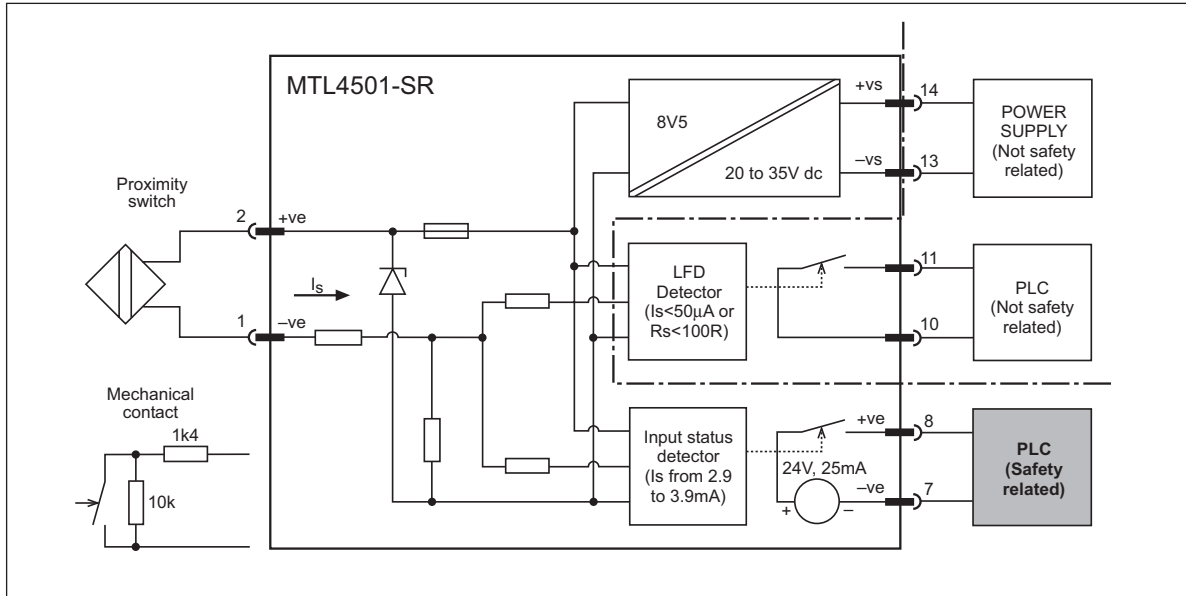 MTL4501-SR
8V5
20 to 35V dc
+vs
–vs
14
13
POWER
SUPPLY
(Not safety
related)
Proximity
switch
2
+ve
Is
1
–ve
LFD
Detector
(Is<50µA or
Rs<100R)
11
10
PLC
(Not safety
related)
Mechanical
contact
1k4
10k
Input status
detector
(Is from 2.9
to 3.9mA)
+ve
8
24V, 25mA
–ve
7
+
–
PLC
(Safety
related)